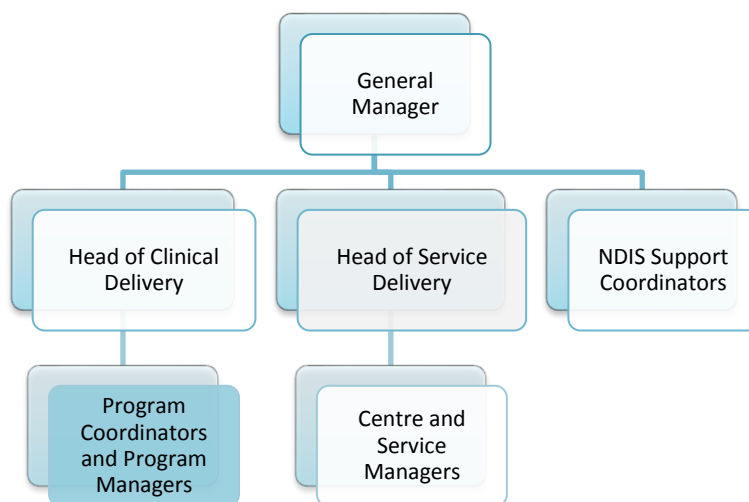 General
Manager
Head of Clinical
Delivery
Head of Service
Delivery
NDIS Support
Coordinators
Program
Coordinators
and Program
Managers
Centre and
Service
Managers